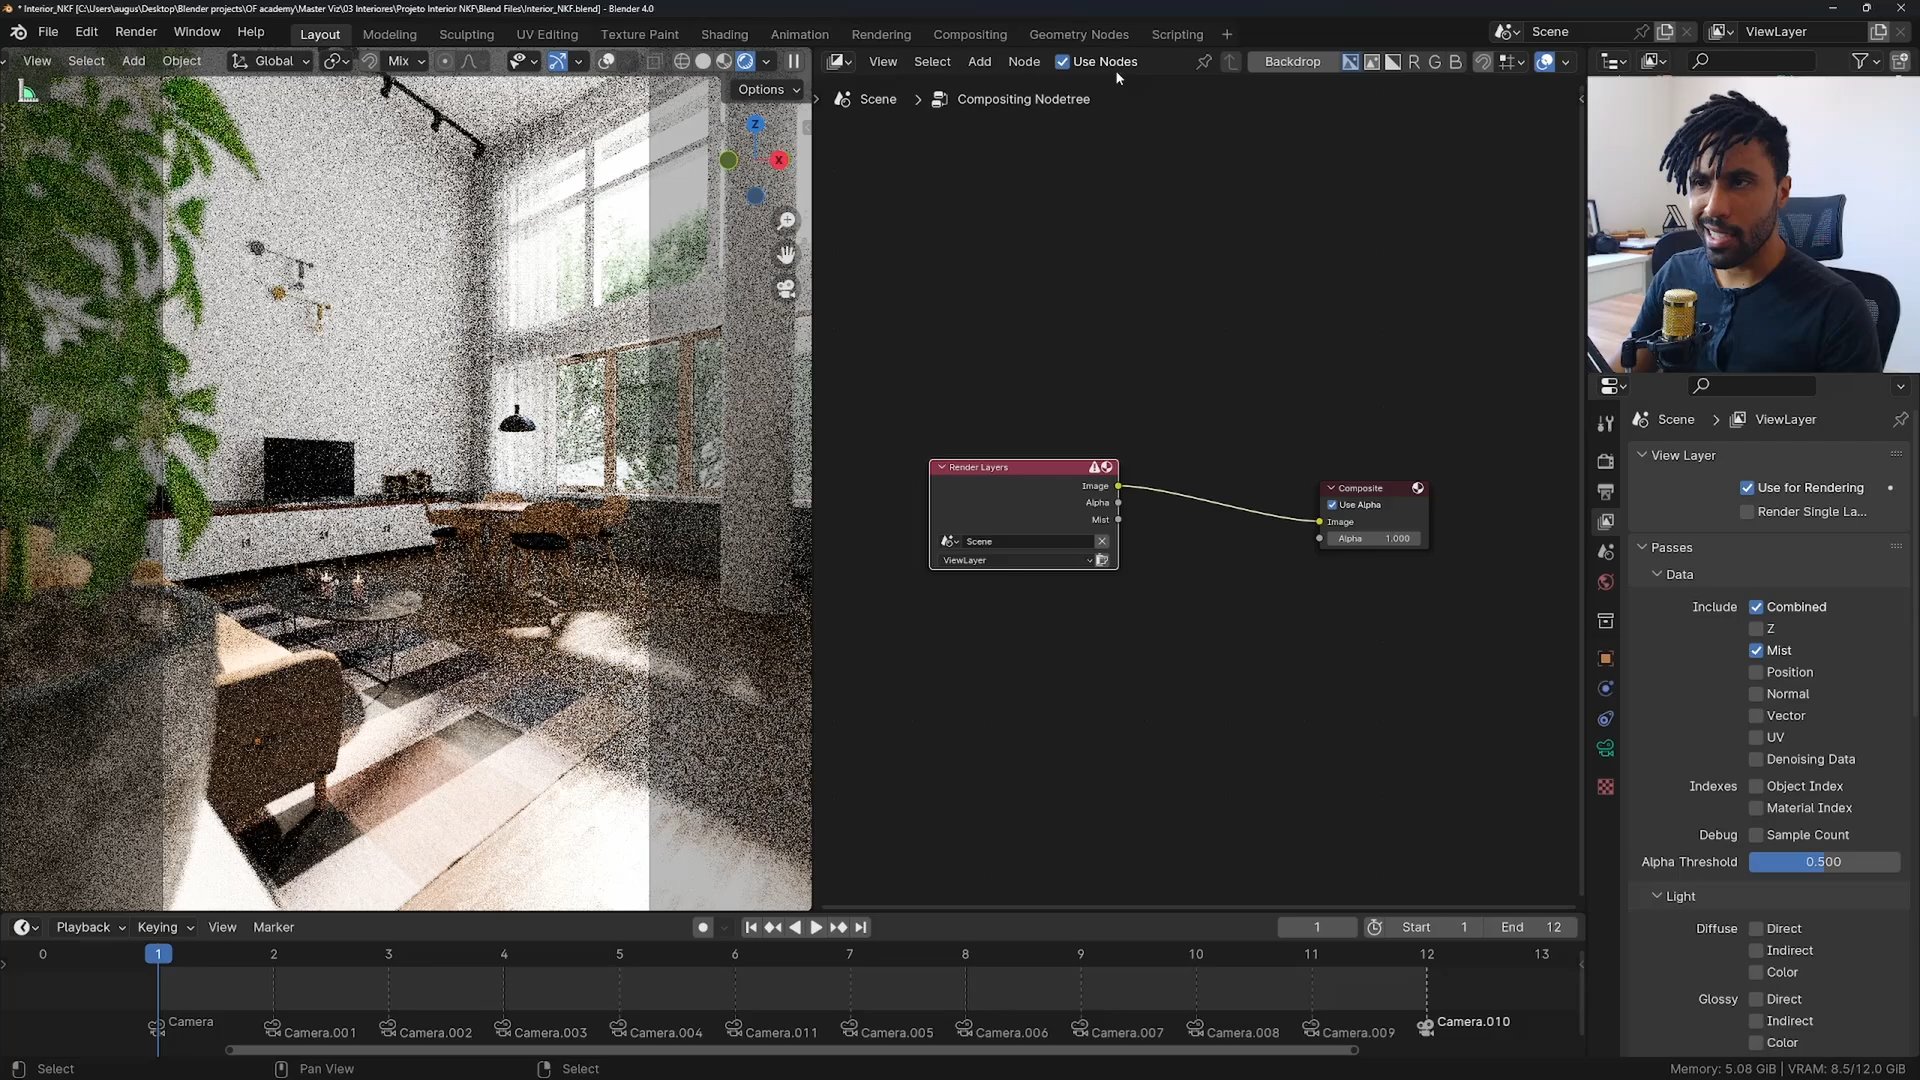 * Interior_NKF [C:\Users\augus\Desktop\Blender projects\OF academy\Master Viz\03 Interiores\Projeto Interior NKF\Blend Files\Interior_NKF.blend] - Blender 4.0
File Edit Render Window Help Layout Modeling Sculpting UV Editing Texture Paint Shading Animation Rendering Compositing Geometry Nodes Scripting + Scene ViewLayer
View Select Add Object Global Mix View Select Add Node Use Nodes Backdrop R G B
Options
Scene > Compositing Nodetree
Z
X
Scene > ViewLayer
View Layer
Use for Rendering
Render Single La...
Passes
Data
Include Combined
Z
Mist
Position
Normal
Vector
UV
Denoising Data
Indexes Object Index
Material Index
Debug Sample Count
Alpha Threshold 0.500
Light
Diffuse Direct
Indirect
Color
Glossy Direct
Indirect
Color
Render Layers
Image
Alpha
Mist
Scene
ViewLayer
Composite
Use Alpha
Image
Alpha 1.000
Playback Keying View Marker 1 Start 1 End 12
0 1 2 3 4 5 6 7 8 9 10 11 12 13
Camera Camera.001 Camera.002 Camera.003 Camera.004 Camera.011 Camera.005 Camera.006 Camera.007 Camera.008 Camera.009 Camera.010
Select Pan View Select Memory: 5.08 GiB | VRAM: 8.5/12.0 GiB